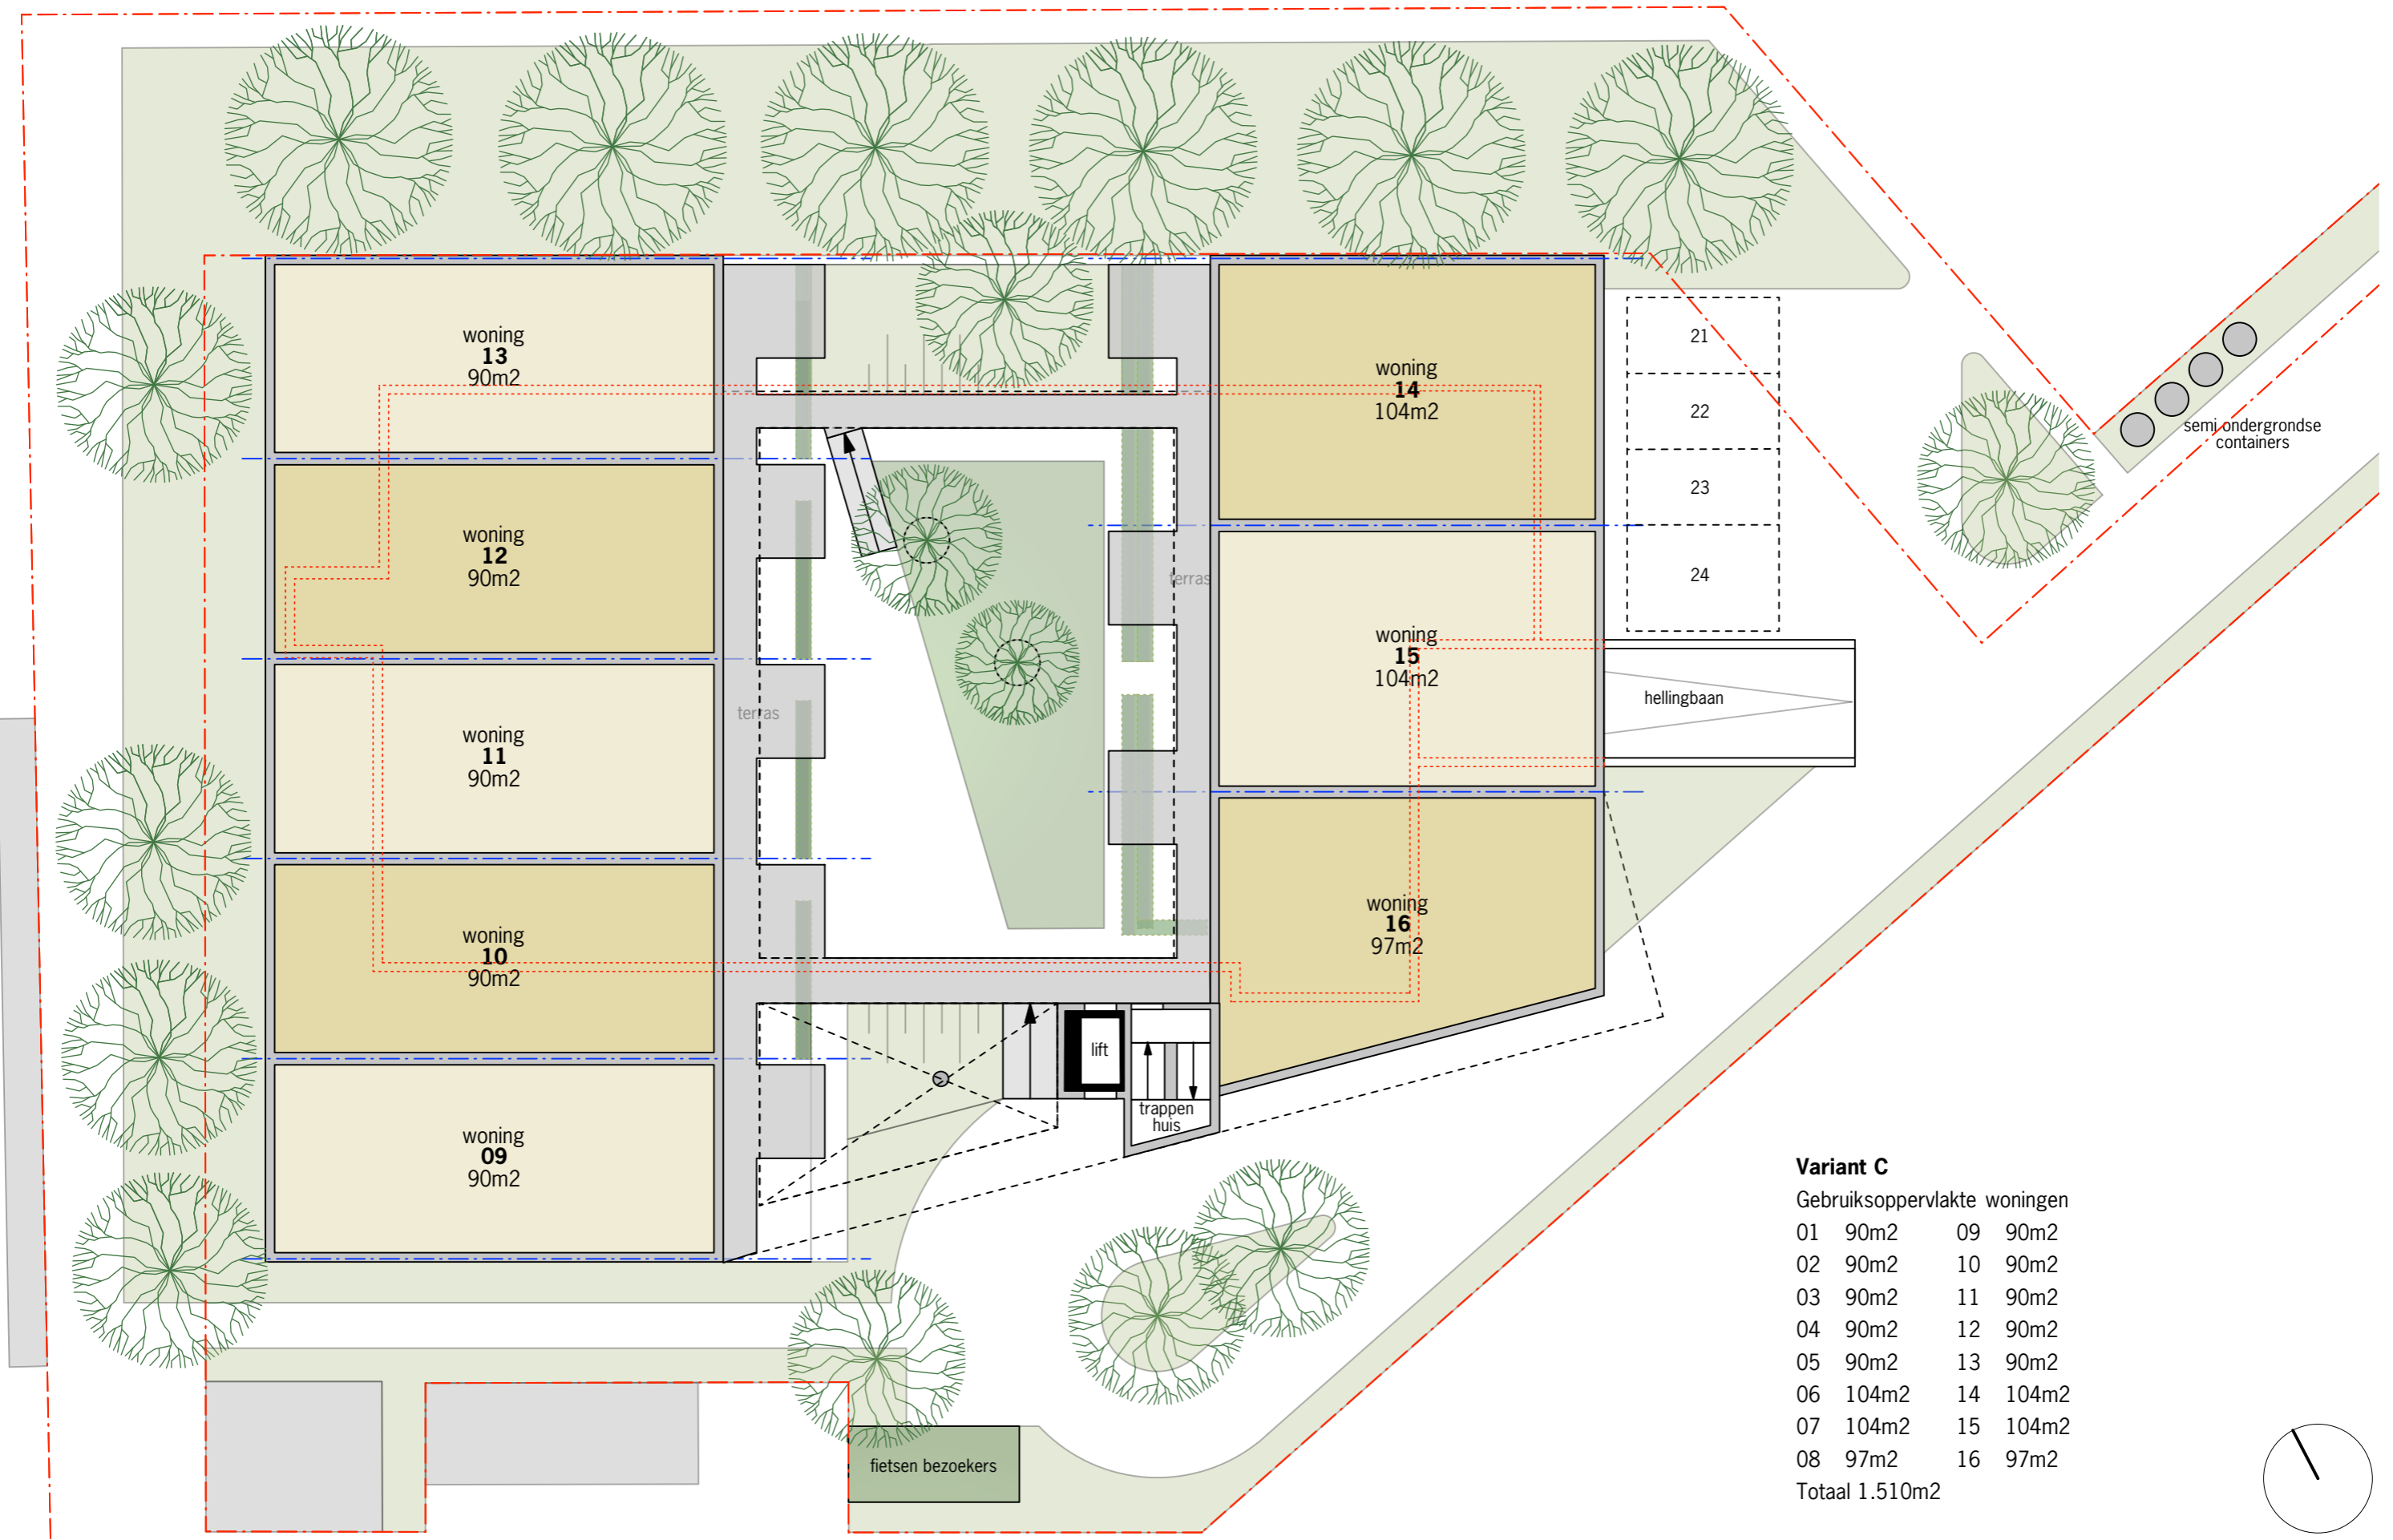 woning
13
90m2
woning
14
104m2
21
22
23
24
semi ondergrondse
containers
woning
12
90m2
terras
woning
15
104m2
hellingbaan
woning
11
90m2
terras
woning
16
97m2
woning
10
90m2
lift
trappen
huis
woning
09
90m2
fietsen bezoekers
Variant C
Gebruiksoppervlakte woningen
01 90m2 09 90m2
02 90m2 10 90m2
03 90m2 11 90m2
04 90m2 12 90m2
05 90m2 13 90m2
06 104m2 14 104m2
07 104m2 15 104m2
08 97m2 16 97m2
Totaal 1.510m2